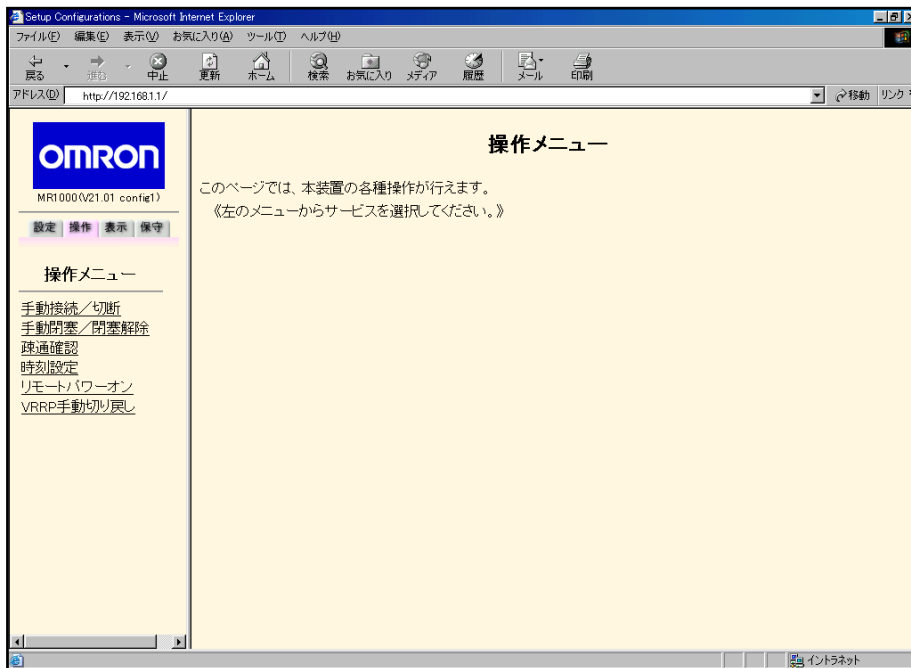 Setup Configurations - Microsoft Internet Explorer
ファイル(F) 編集(E) 表示(V) お気に入り(A) ツール(T) ヘルプ(H)
戻る 進む 中止 更新 ホーム 検索 お気に入り メディア 履歴 メール 印刷
アドレス(D) http://192.168.1.1/ 移動 リンク
OMRON
MR1000(V21.01 config1)
設定 操作 表示 保守
操作メニュー
手動接続／切断
手動閉塞／閉塞解除
疎通確認
時刻設定
リモートパワーオン
VRRP手動切り戻し
操作メニュー
このページでは、本装置の各種操作が行えます。
《左のメニューからサービスを選択してください。》
イントラネット